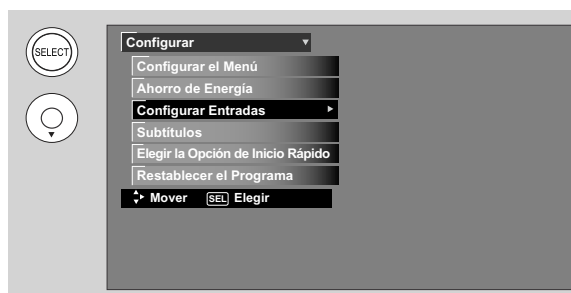 SELECT
Configurar
Configurar el Menú
Ahorro de Energía
Configurar Entradas
Subtítulos
Elegir la Opción de Inicio Rápido
Restablecer el Programa
Mover SEL Elegir